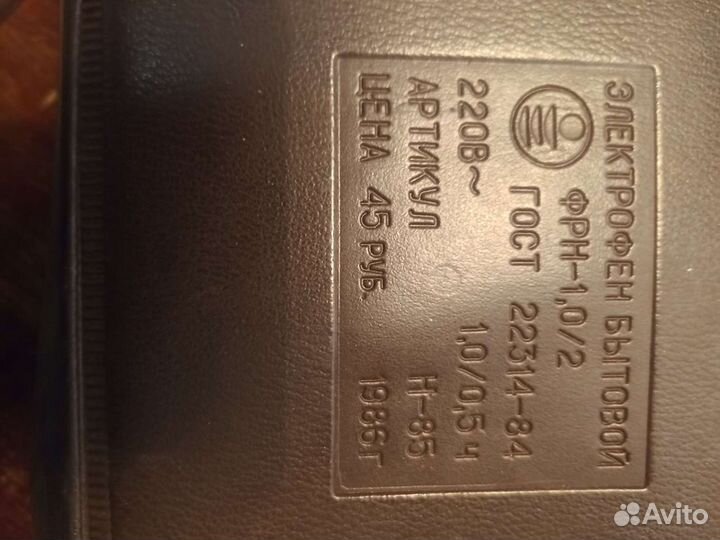 ЭЛЕКТРОФЕН БЫТОВОЙ
ФРН-1,0/2
ГОСТ 22314-84
220В~ 1,0/0,5 ч
АРТИКУЛ Н-85
ЦЕНА 45 РУБ. 1986г
Avito